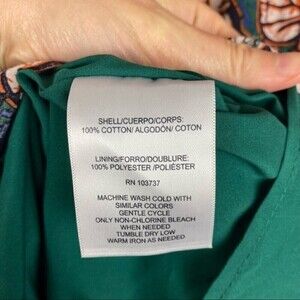 SHELL/CUERPO/CORPS:
100% COTTON/ ALGODÓN/ COTON
LINING/FORRO/DOUBLURE:
100% POLYESTER /POLIÉSTER
RN 103737
MACHINE WASH COLD WITH
SIMILAR COLORS
GENTLE CYCLE
ONLY NON-CHLORINE BLEACH
WHEN NEEDED
TUMBLE DRY LOW
WARM IRON AS NEEDED